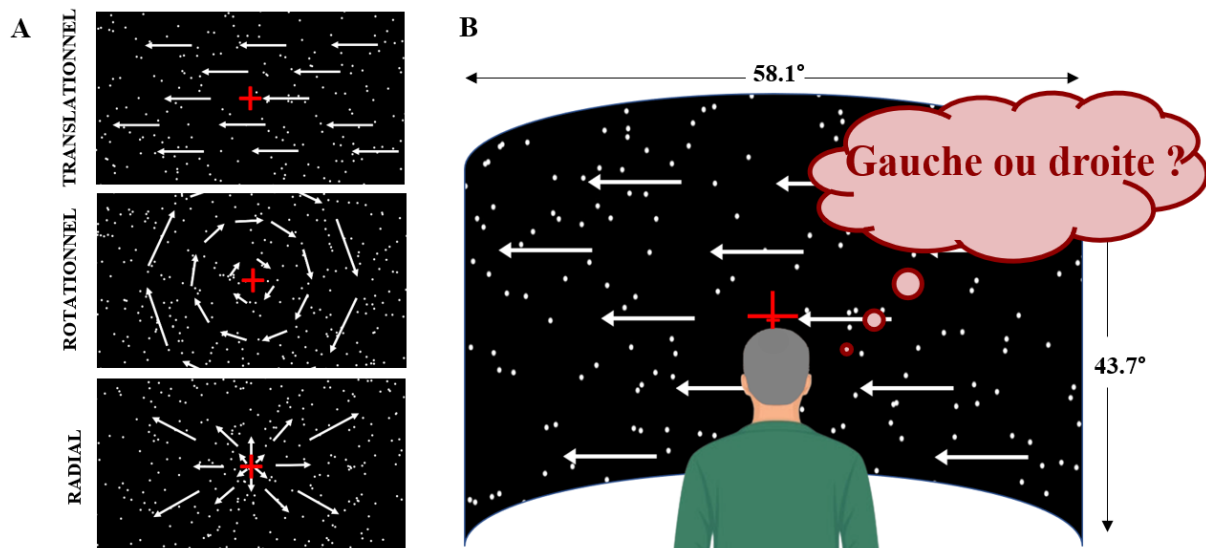 A
TRANSLATIONNEL
ROTATIONNEL
RADIAL
B
58.1°
Gauche ou droite ?
43.7°